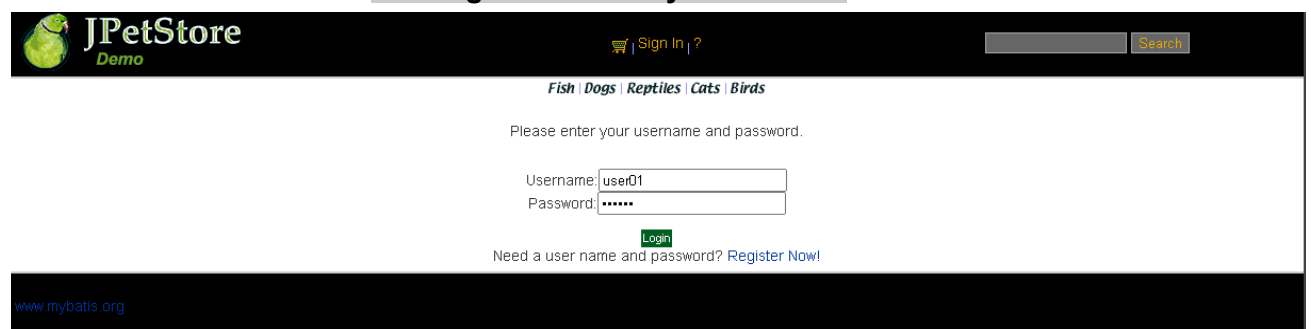 JPetStore
Demo
Sign In | ?
Search
Fish | Dogs | Reptiles | Cats | Birds
Please enter your username and password.
Username: user01
Password: ••••••
Login
Need a user name and password? Register Now!
www.mybatis.org